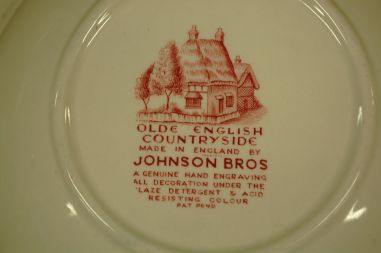 OLDE ENGLISH
COUNTRYSIDE
MADE IN ENGLAND BY
JOHNSON BROS
A GENUINE HAND ENGRAVING
ALL DECORATION UNDER THE
LAZE DETERGENT & ACID
RESISTING COLOUR
PAT PEND